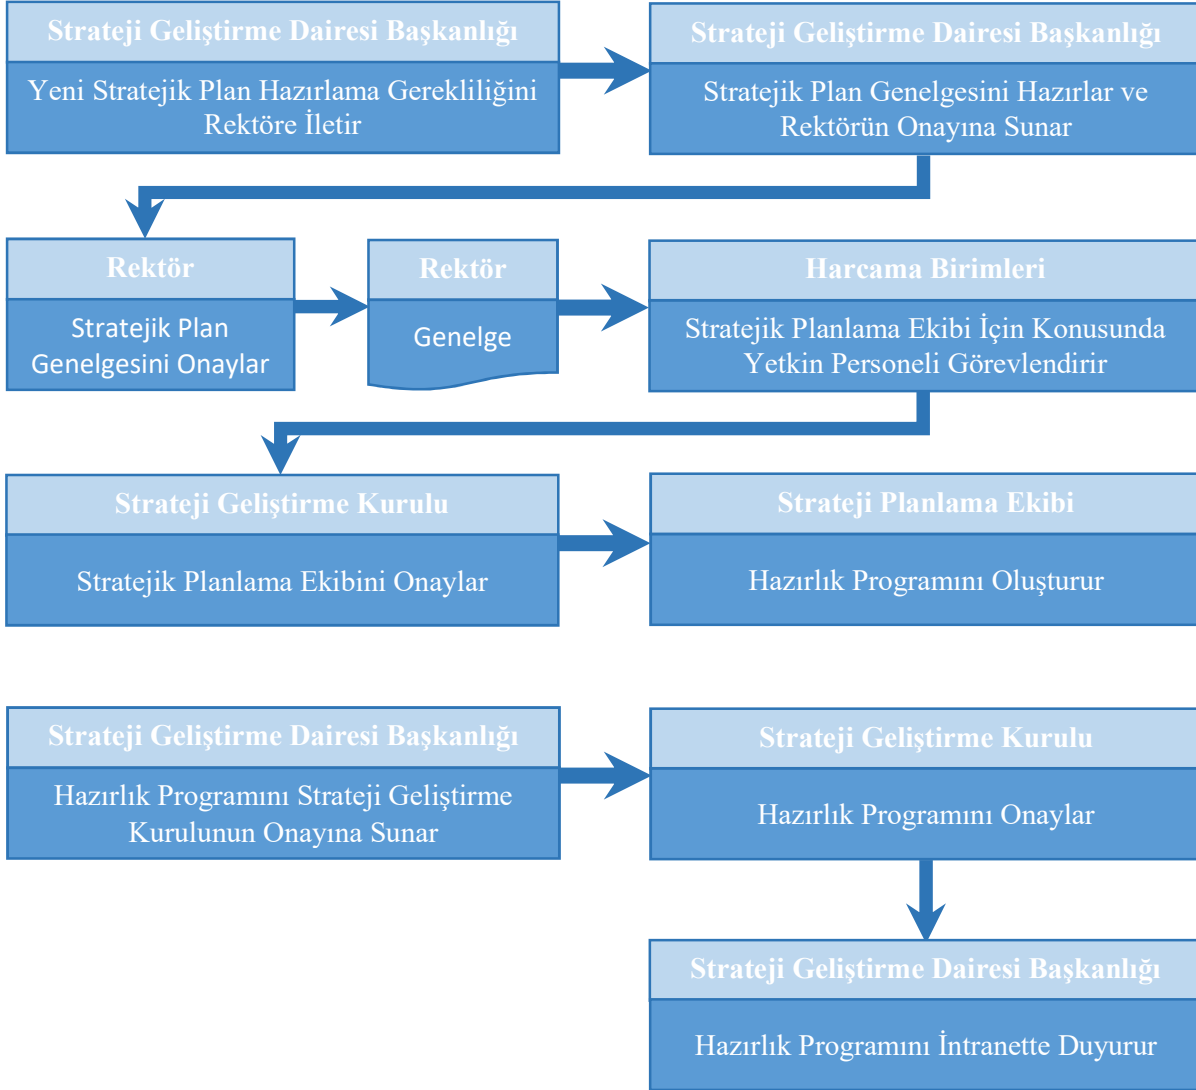 Strateji Geliştirme Dairesi Başkanlığı
Yeni Stratejik Plan Hazırlama Gerekliliğini
Rektöre İletir
Strateji Geliştirme Dairesi Başkanlığı
Stratejik Plan Genelgesini Hazırlar ve
Rektörün Onayına Sunar
Rektör
Stratejik Plan
Genelgesini Onaylar
Rektör
Genelge
Harcama Birimleri
Stratejik Planlama Ekibi İçin Konusunda
Yetkin Personeli Görevlendirir
Strateji Geliştirme Kurulu
Stratejik Planlama Ekibini Onaylar
Strateji Planlama Ekibi
Hazırlık Programını Oluşturur
Strateji Geliştirme Dairesi Başkanlığı
Hazırlık Programını Strateji Geliştirme
Kurulunun Onayına Sunar
Strateji Geliştirme Kurulu
Hazırlık Programını Onaylar
Strateji Geliştirme Dairesi Başkanlığı
Hazırlık Programını İntranette Duyurur